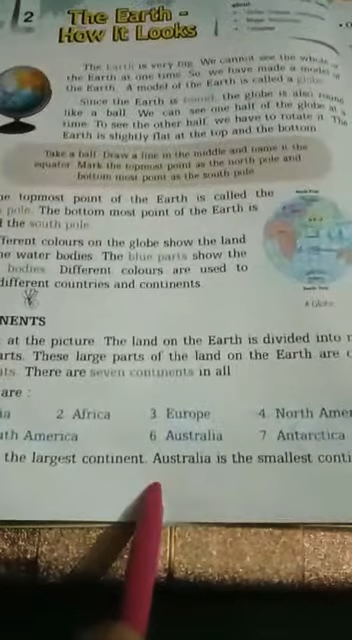 2
The Earth -
How It Looks
The Earth is very big. We cannot see the whole
the Earth at one time. So, we have made a model of
the Earth. A model of the Earth is called a globe.
Since the Earth is round, the globe is also round
like a ball. We can see one half of the globe at a
time. To see the other half, we have to rotate it. The
Earth is slightly flat at the top and the bottom.
Take a ball. Draw a line in the middle and name it the
equator. Mark the topmost point as the north pole and
bottom most point as the south pole.
topmost point of the Earth is called the
pole. The bottom most point of the Earth is
the south pole.
colours on the globe show the land
water bodies. The blue parts show the
bodies. Different colours are used to
different countries and continents.
A Globe
NENTS
at the picture. The land on the Earth is divided into
arts. These large parts of the land on the Earth are
There are seven continents in all
are :
2 Africa 3 Europe 4 North Amer
th America 6 Australia 7 Antarctica
the largest continent. Australia is the smallest conti